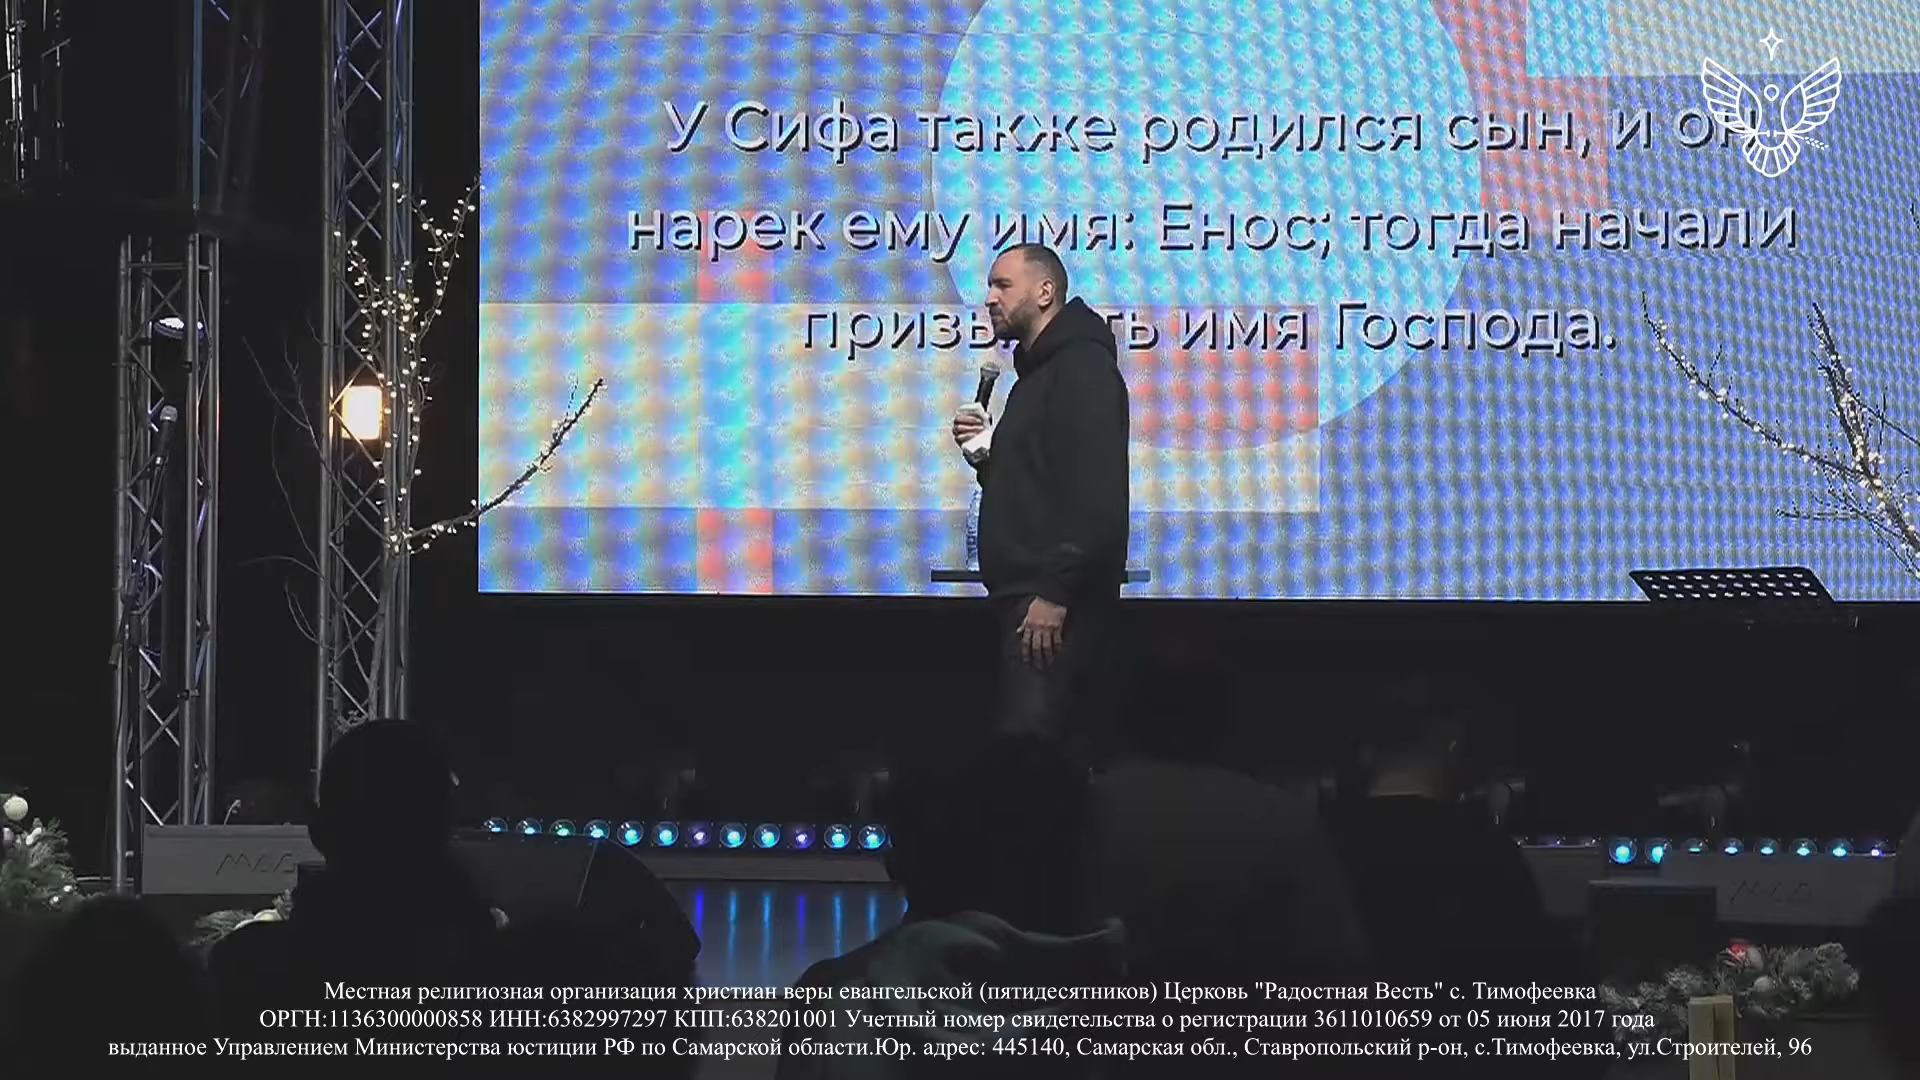 У Сифа также родился сын, и он
нарек ему имя: Енос; тогда начали
имя Господа.
MAG
MAG
Местная религиозная организация христиан веры евангельской (пятидесятников) Церковь "Радостная Весть" с. Тимофеевка
ОРГН:1136300000858 ИНН:6382997297 КПП:638201001 Учетный номер свидетельства о регистрации 3611010659 от 05 июня 2017 года
выданное Управлением Министерства юстиции РФ по Самарской области.Юр. адрес: 445140, Самарская обл., Ставропольский р-он, с.Тимофеевка, ул.Строителей, 96